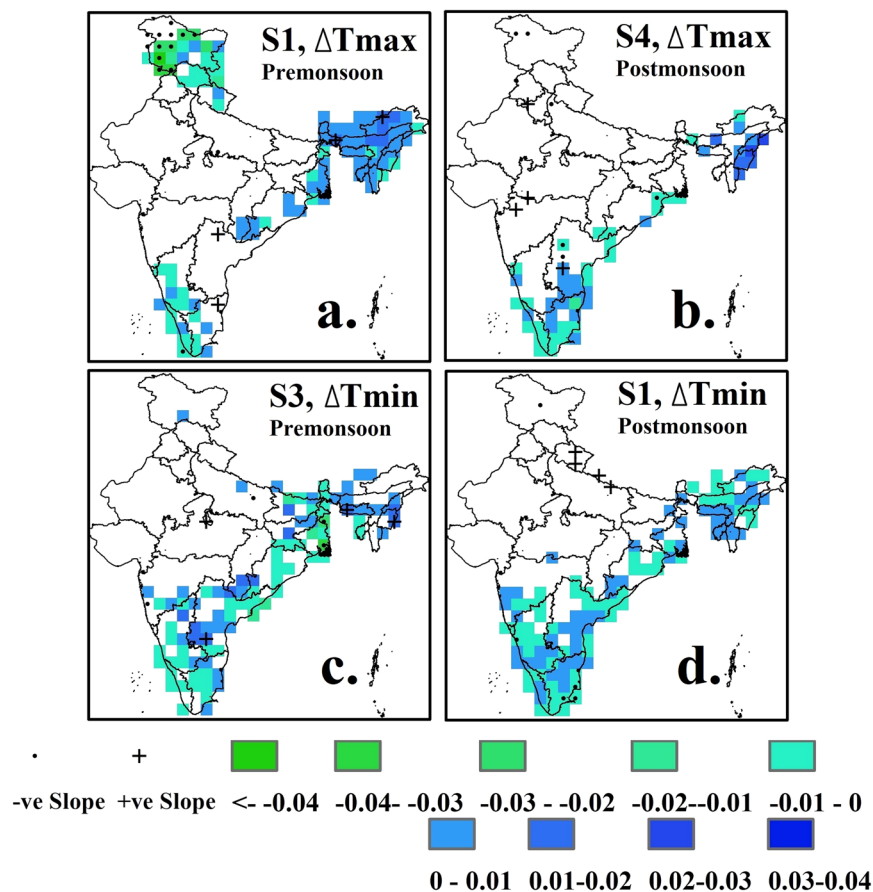 S1, ΔTmax
Premonsoon
a.
S4, ΔTmax
Postmonsoon
b.
S3, ΔTmin
Premonsoon
c.
S1, ΔTmin
Postmonsoon
d.
-ve Slope +ve Slope <- -0.04 -0.04- -0.03 -0.03 - -0.02 -0.02--0.01 -0.01 - 0
0 - 0.01 0.01-0.02 0.02-0.03 0.03-0.04